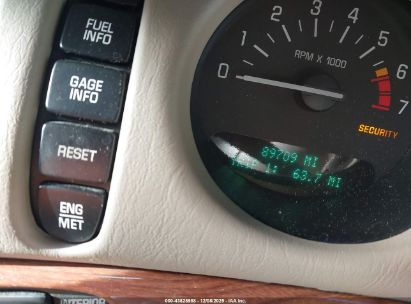 FUEL
INFO
GAGE
INFO
RESET
ENG
MET
0
1
2
3
4
5
6
7
RPM X 1000
SECURITY
89709 MI
63.7 MI
INTERIOR